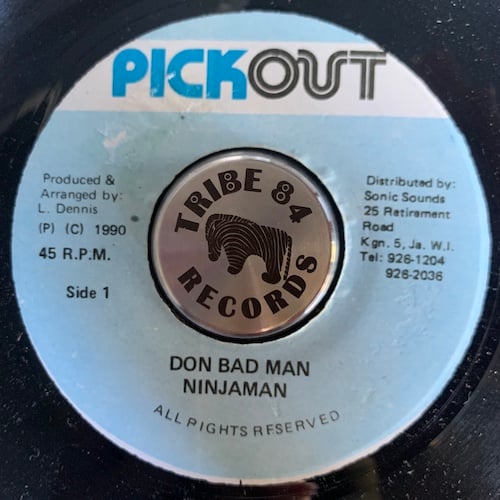 PICKOUT
Produced &
Arranged by:
L. Dennis
(P) (C) 1990
45 R.P.M.
Side 1
TRIBE 84
RECORDS
Distributed by:
Sonic Sounds
25 Retirement
Road
Kgn. 5, Ja. W.I.
Tel: 926-1204
926-2036
DON BAD MAN
NINJAMAN
ALL RIGHTS RESERVED